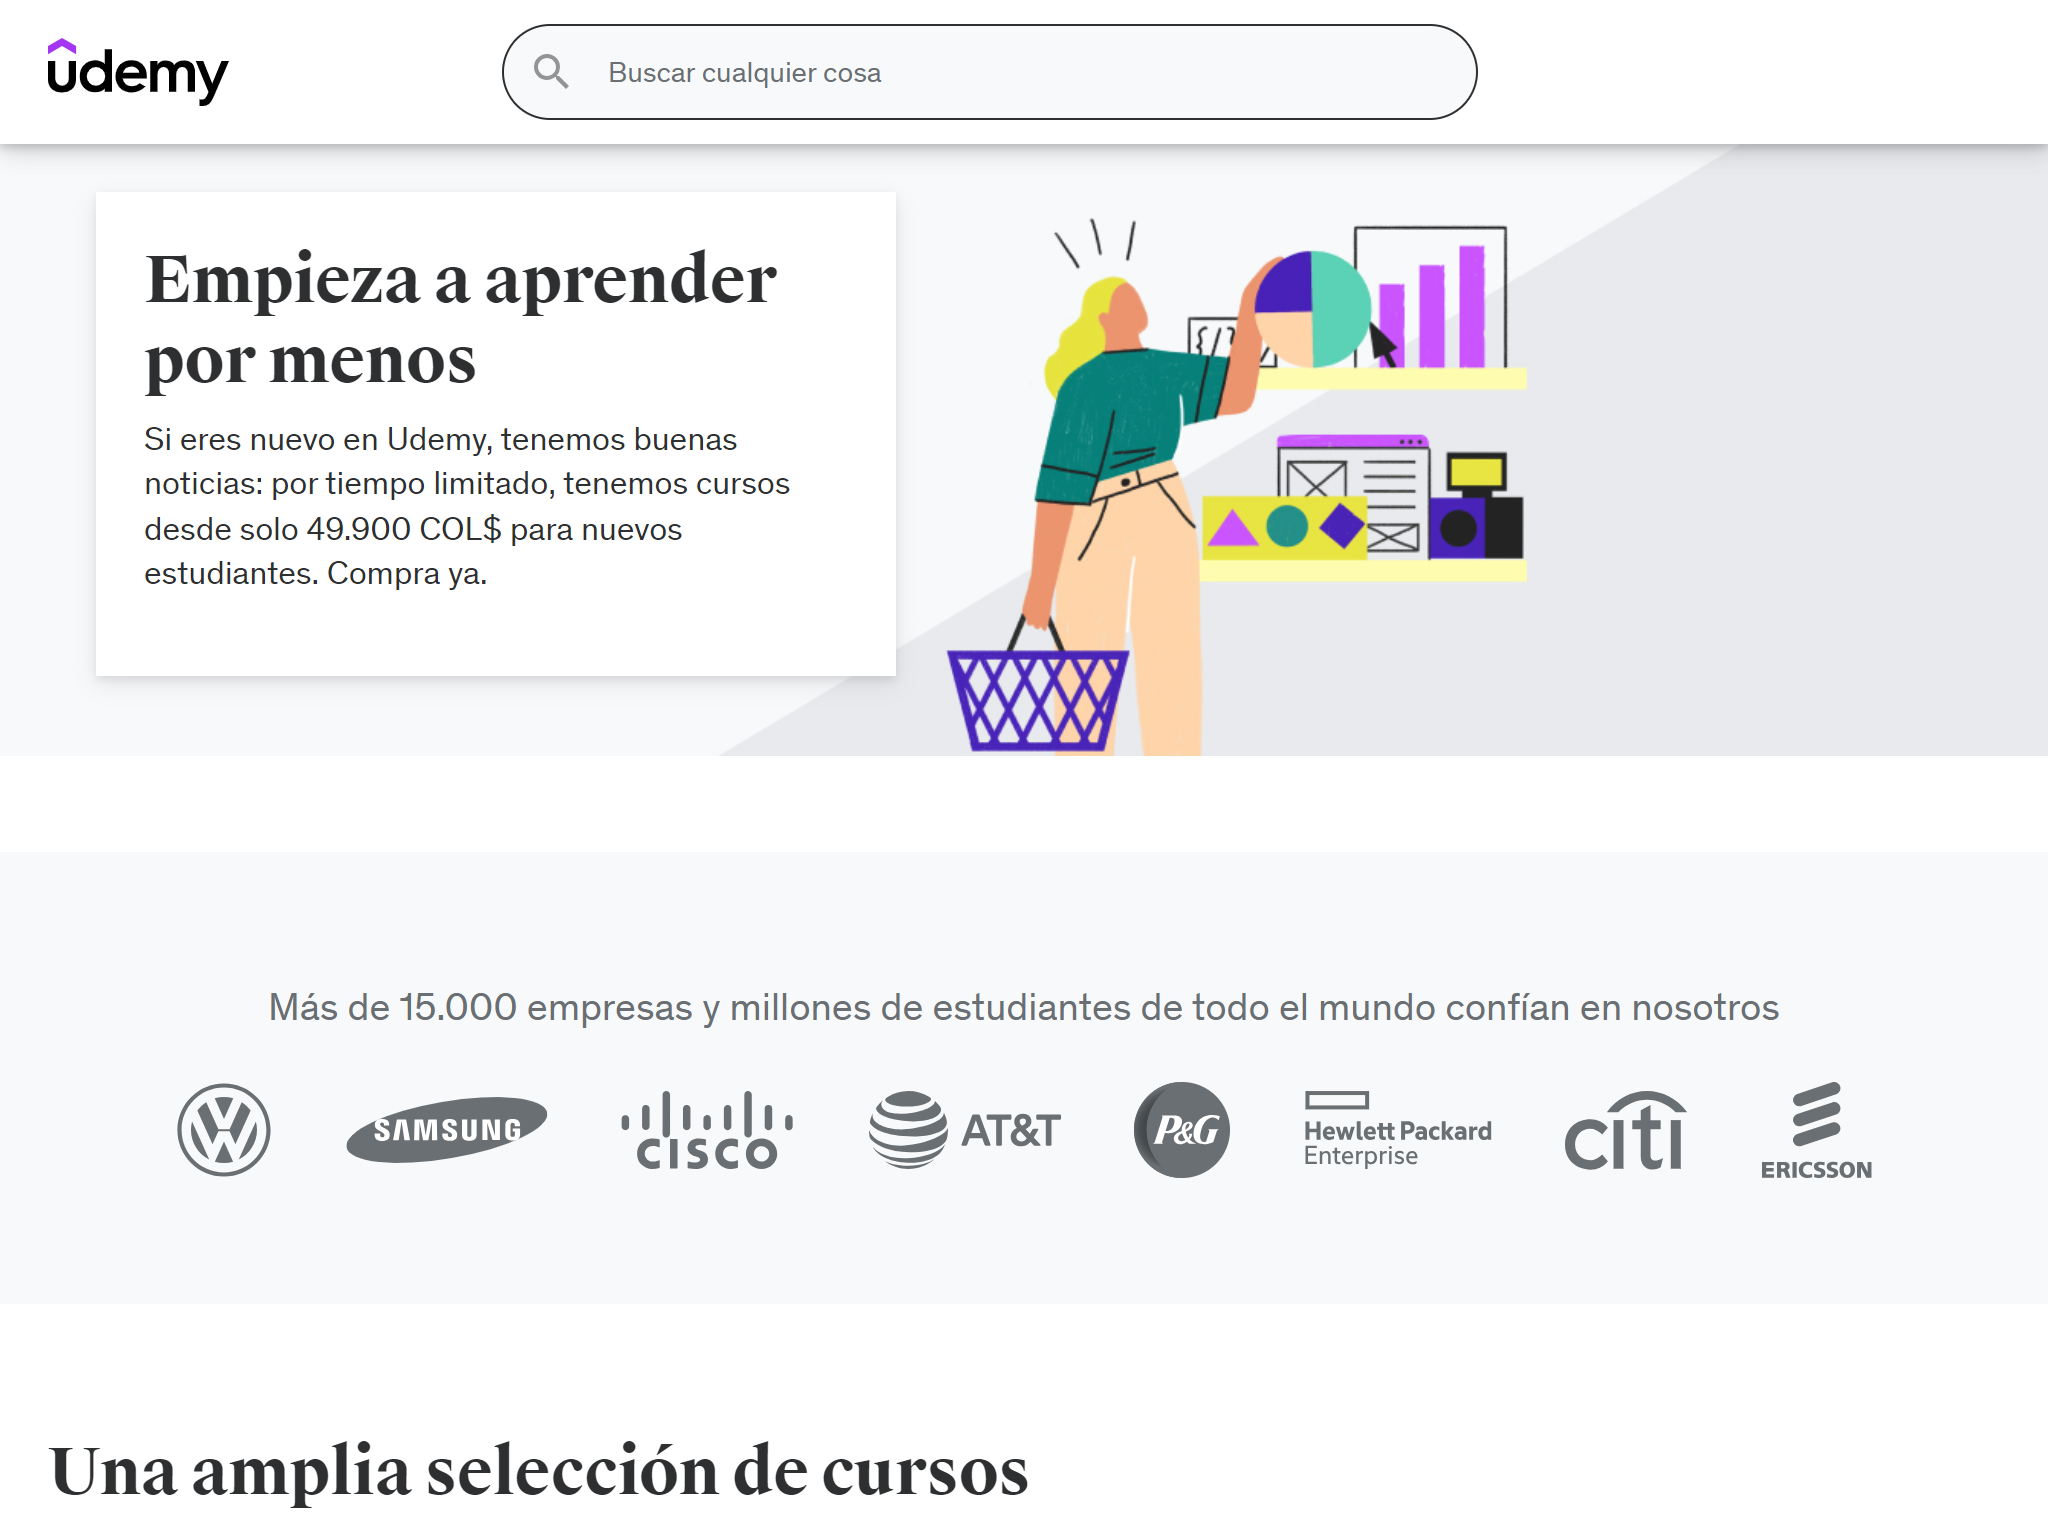 udemy
Buscar cualquier cosa
Empieza a aprender
por menos
Si eres nuevo en Udemy, tenemos buenas
noticias: por tiempo limitado, tenemos cursos
desde solo 49.900 COL$ para nuevos
estudiantes. Compra ya.
{/}
Más de 15.000 empresas y millones de estudiantes de todo el mundo confían en nosotros
VW
SAMSUNG
CISCO
AT&T
P&G
Hewlett Packard
Enterprise
citi
ERICSSON
Una amplia selección de cursos